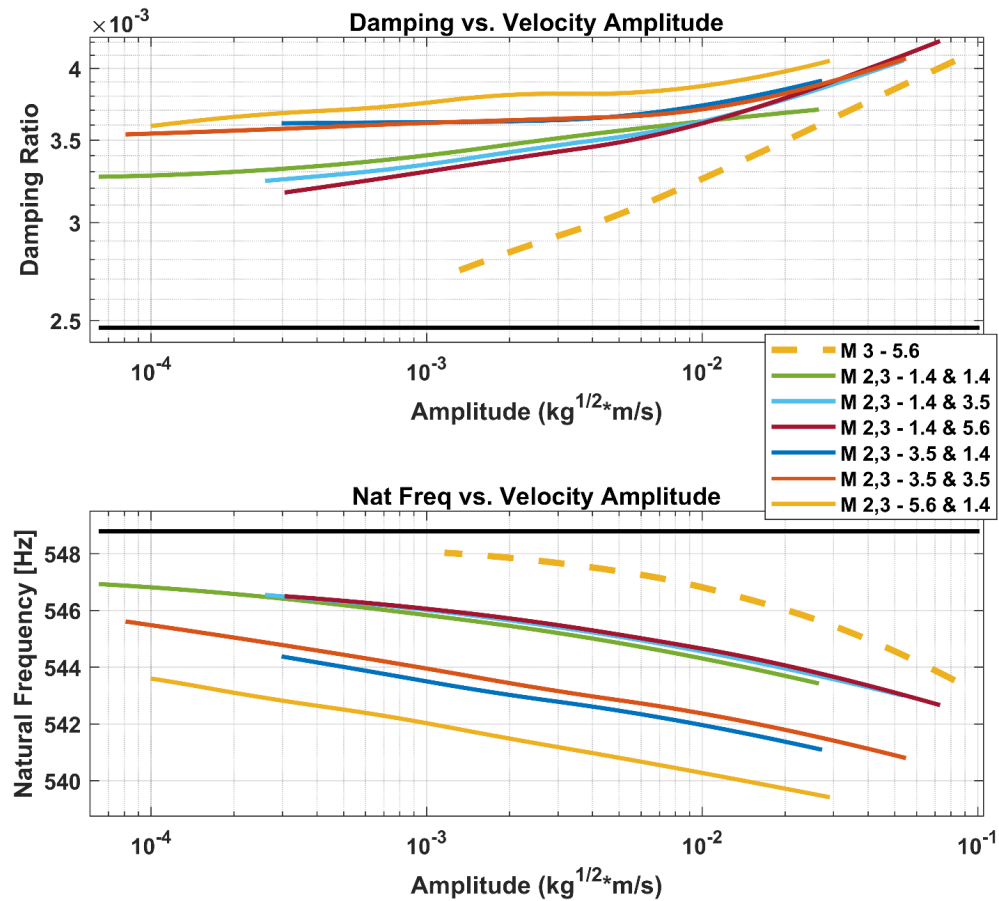 ×10⁻³
Damping vs. Velocity Amplitude
Damping Ratio
4
3.5
3
2.5
10⁻⁴
10⁻³
10⁻²
Amplitude (kg^1/2*m/s)
M 3 - 5.6
M 2,3 - 1.4 & 1.4
M 2,3 - 1.4 & 3.5
M 2,3 - 1.4 & 5.6
M 2,3 - 3.5 & 1.4
M 2,3 - 3.5 & 3.5
M 2,3 - 5.6 & 1.4
Nat Freq vs. Velocity Amplitude
Natural Frequency [Hz]
548
546
544
542
540
10⁻⁴
10⁻³
10⁻²
10⁻¹
Amplitude (kg^1/2*m/s)